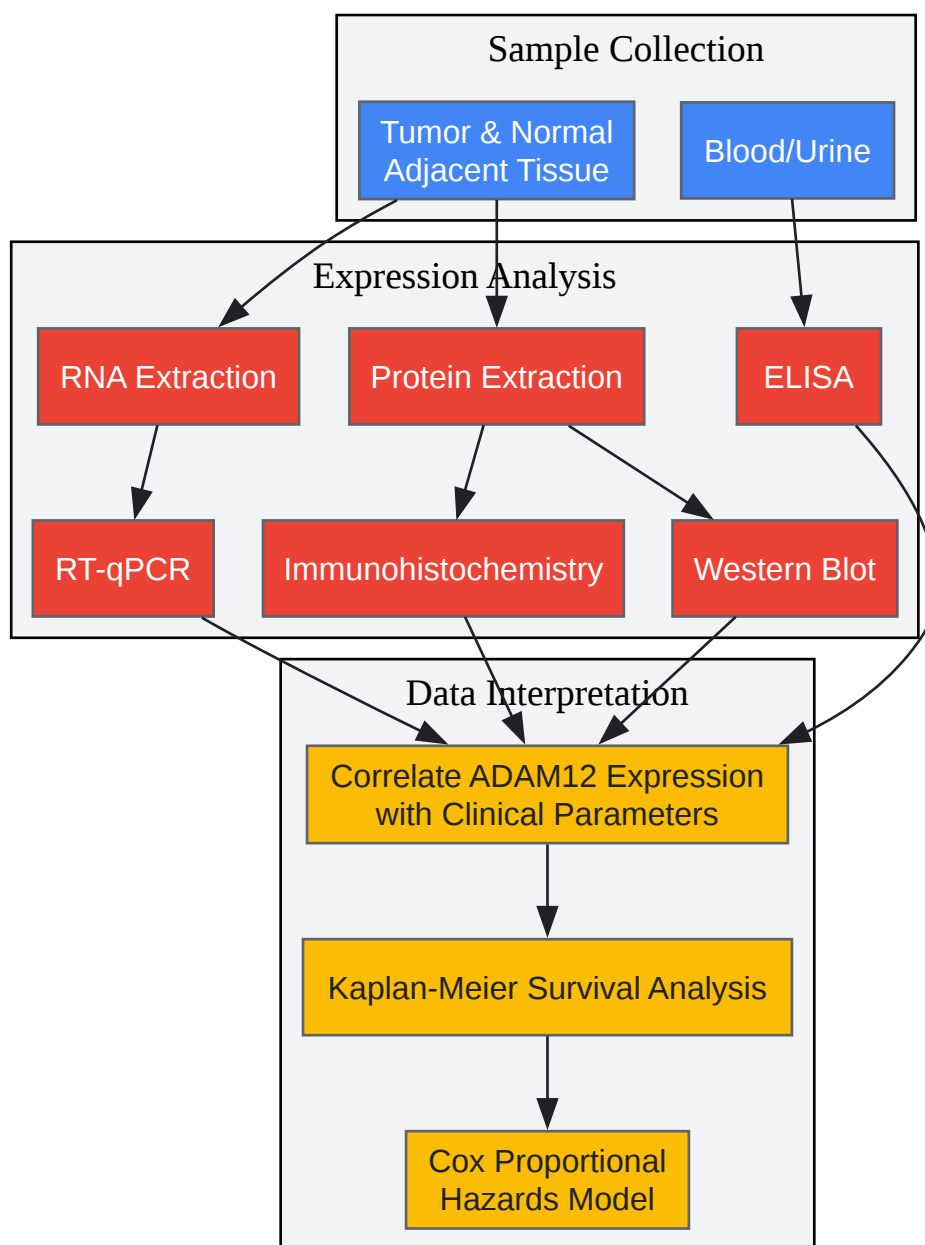 Sample Collection
Tumor & Normal
Adjacent Tissue
Blood/Urine
Expression Analysis
RNA Extraction
Protein Extraction
ELISA
RT-qPCR
Immunohistochemistry
Western Blot
Data Interpretation
Correlate ADAM12 Expression
with Clinical Parameters
Kaplan-Meier Survival Analysis
Cox Proportional
Hazards Model